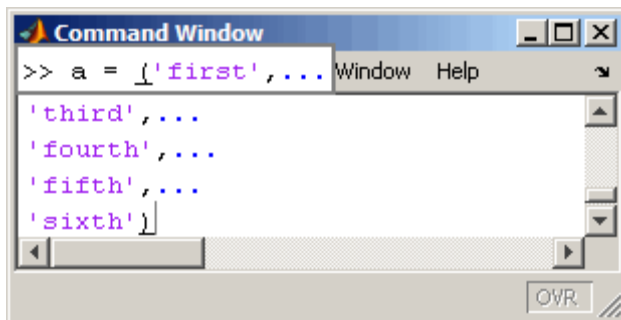 Command Window
>> a = ('first',... Window Help
'third',...
'fourth',...
'fifth',...
'sixth')
OVR